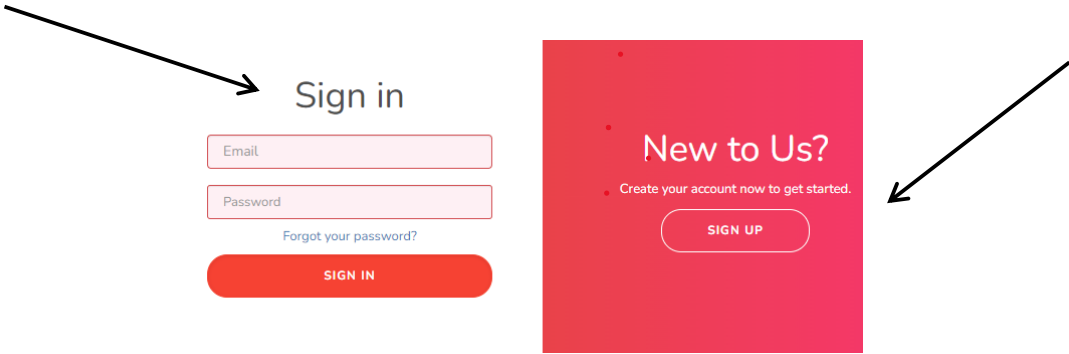 Sign in
Email
Password
Forgot your password?
SIGN IN
New to Us?
Create your account now to get started.
SIGN UP